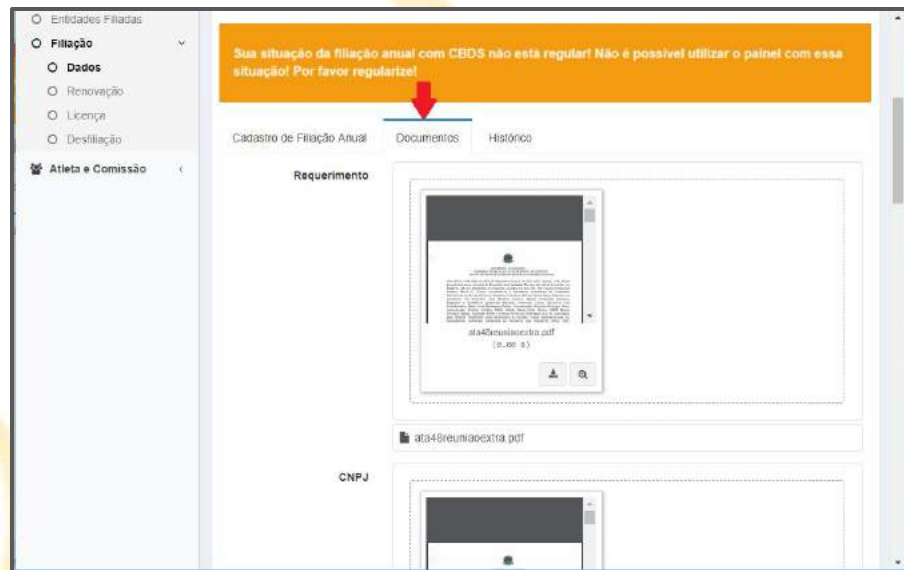 Entidades Filiadas
Filiação
Dados
Renovação
Licença
Desfiliação
Atleta e Comissão
Sua situação da filiação anual com CBDS não está regular! Não é possível utilizar o painel com essa
situação! Por favor regularize!
Cadastro de Filiação Anual Documentos Histórico
Requerimento
ata48reuniaoextra.pdf
(0.00 B)
ata48reuniaoextra.pdf
CNPJ